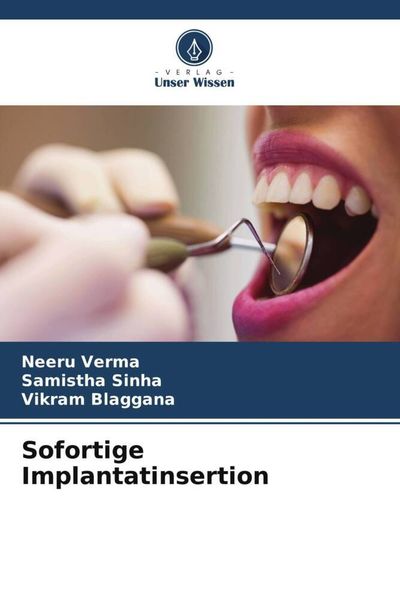 - VERLAG -
Unser Wissen
Neeru Verma
Samistha Sinha
Vikram Blaggana
Sofortige
Implantatinsertion